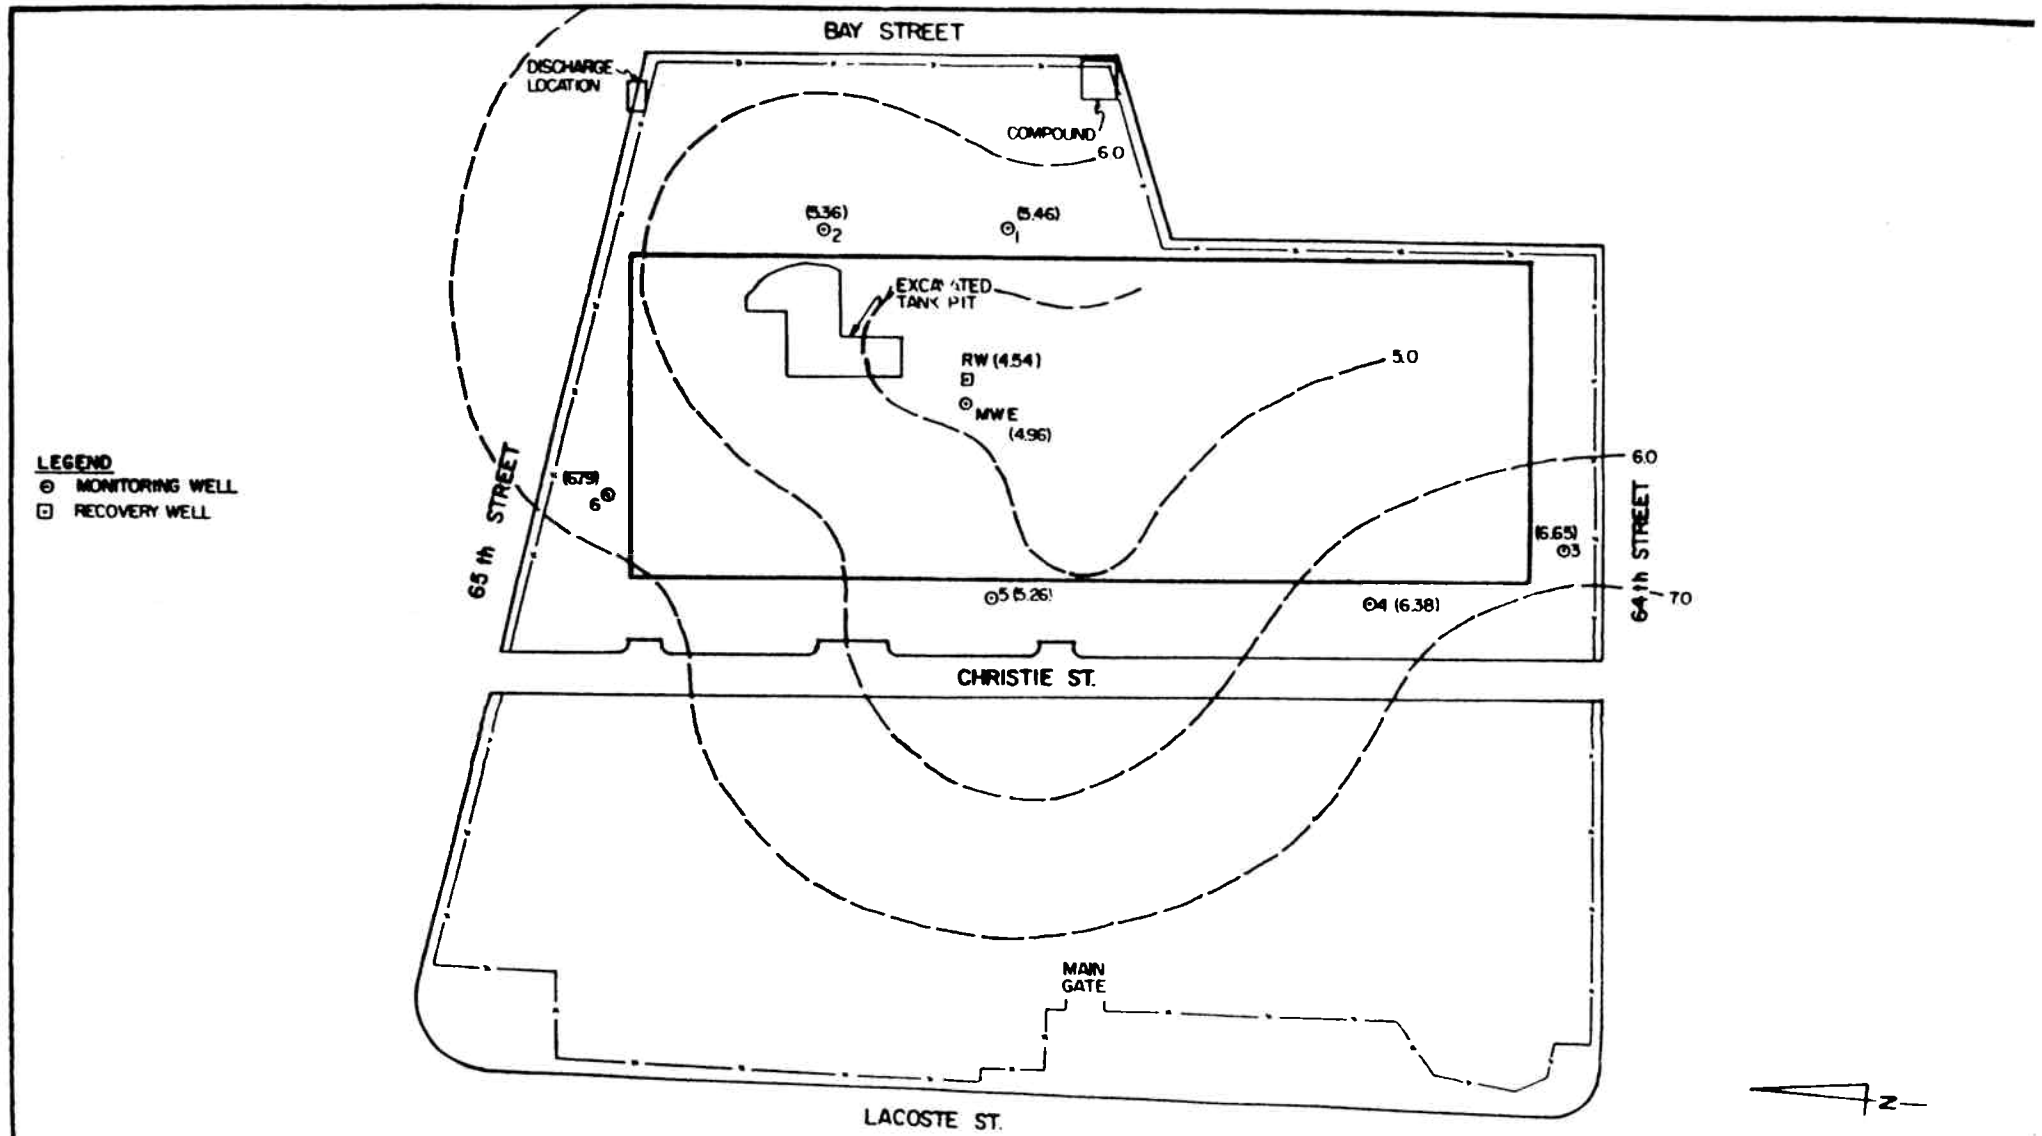 BAY STREET
DISCHARGE
LOCATION
COMPOUND
6.0
(5.36)
2
(5.46)
1
EXCAVATED
TANK PIT
RW (4.54)
MWE
(4.96)
5.0
LEGEND
MONITORING WELL
RECOVERY WELL
65 th STREET
(6.79)
6
6.0
64 th STREET
(6.65)
3
5 (5.26)
4 (6.38)
7.0
CHRISTIE ST.
MAIN
GATE
LACOSTE ST.
N